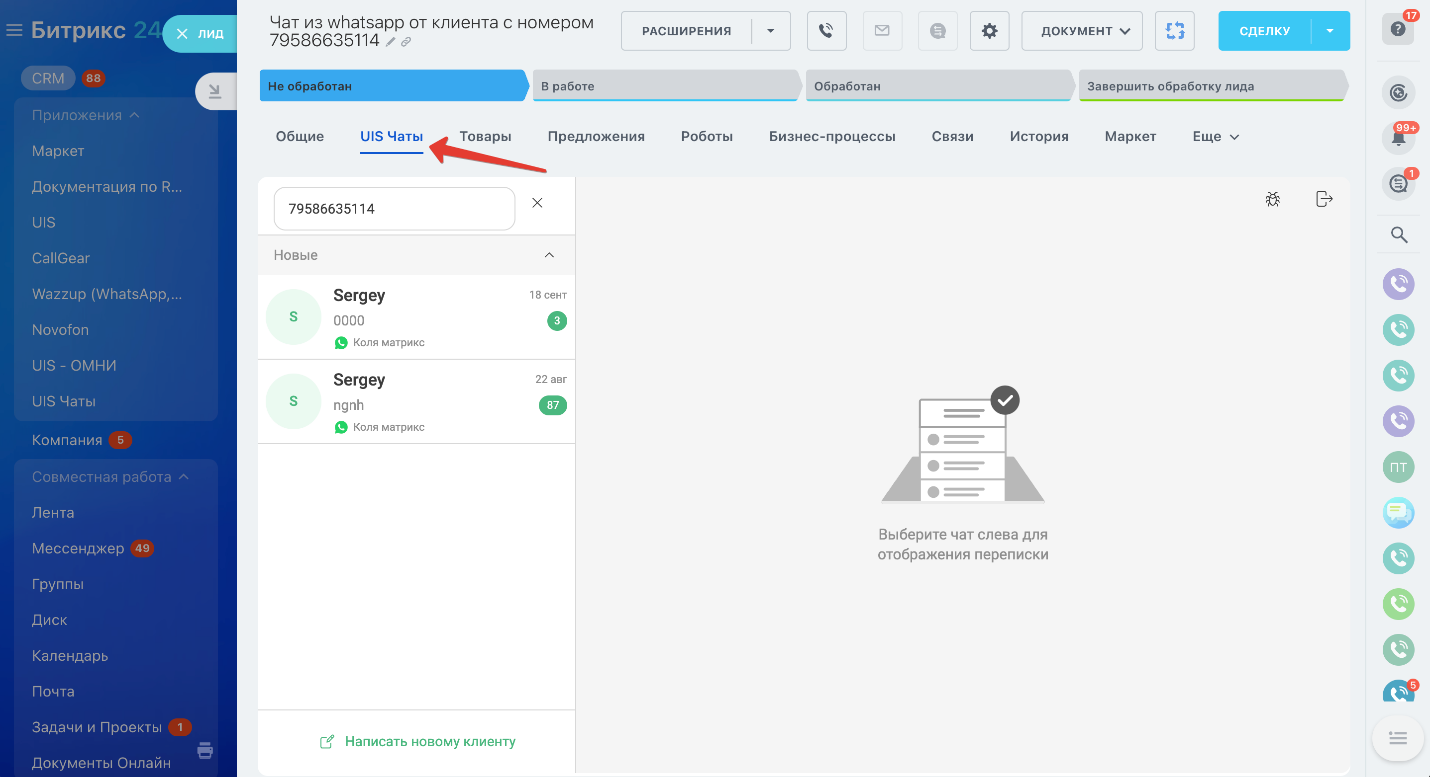 Битрикс 24
ЛИД
CRM 88
Приложения
Маркет
Документация по R...
UIS
CallGear
Wazzup (WhatsApp,...
Novofon
UIS - ОМНИ
UIS Чаты
Компания 5
Совместная работа
Лента
Мессенджер 49
Группы
Диск
Календарь
Почта
Задачи и Проекты 1
Документы Онлайн
Чат из whatsapp от клиента с номером
79586635114
РАСШИРЕНИЯ
ДОКУМЕНТ
СДЕЛКУ
Не обработан
В работе
Обработан
Завершить обработку лида
Общие
UIS Чаты
Товары
Предложения
Роботы
Бизнес-процессы
Связи
История
Маркет
Еще
79586635114
Новые
S
Sergey
18 сент
0000
3
Коля матрикс
S
Sergey
22 авг
ngnh
87
Коля матрикс
Написать новому клиенту
Выберите чат слева для
отображения переписки
?
17
99+
1
ПТ
5